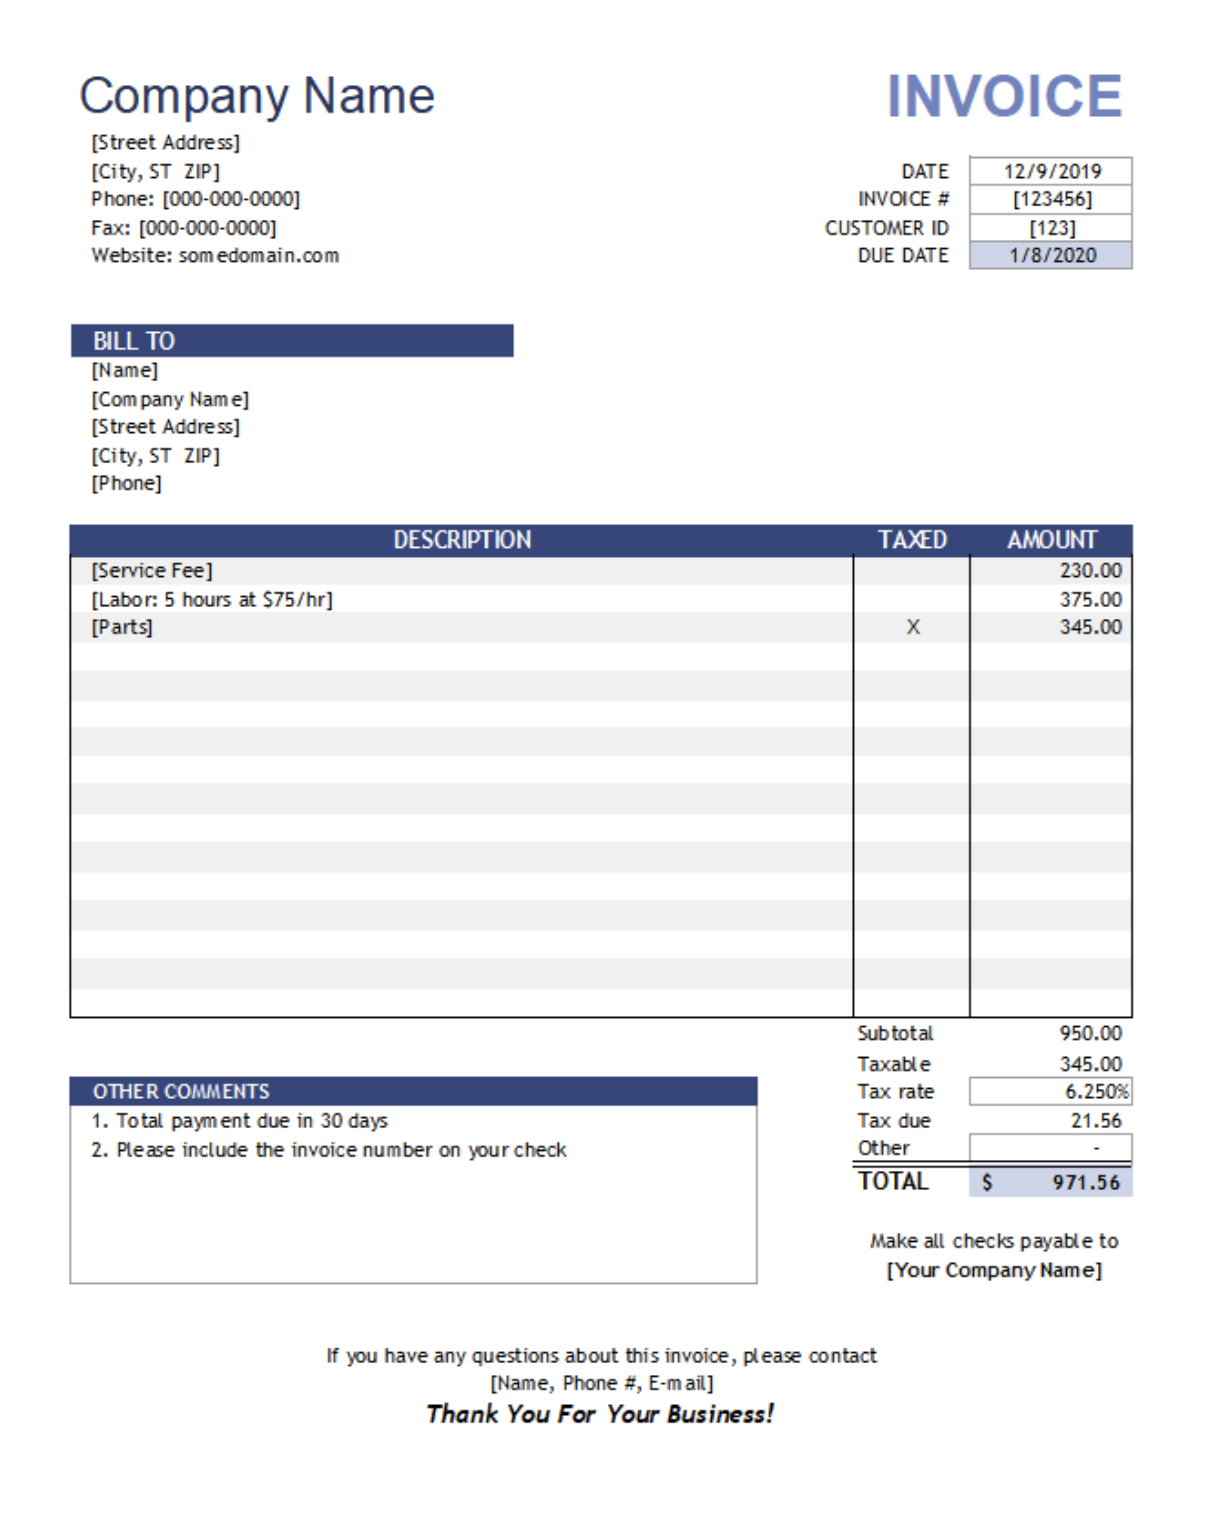 Company Name INVOICE
[Street Address]
[City, ST ZIP] DATE 12/9/2019
Phone: [000-000-0000] INVOICE # [123456]
Fax: [000-000-0000] CUSTOMER ID [123]
Website: somedomain.com DUE DATE 1/8/2020
BILL TO
[Name]
[Company Name]
[Street Address]
[City, ST ZIP]
[Phone]
DESCRIPTION TAXED AMOUNT
[Service Fee] 230.00
[Labor: 5 hours at $75/hr] 375.00
[Parts] X 345.00
Subtotal 950.00
Taxable 345.00
OTHER COMMENTS Tax rate 6.250%
1. Total payment due in 30 days Tax due 21.56
2. Please include the invoice number on your check Other -
TOTAL $ 971.56
Make all checks payable to
[Your Company Name]
If you have any questions about this invoice, please contact
[Name, Phone #, E-mail]
Thank You For Your Business!